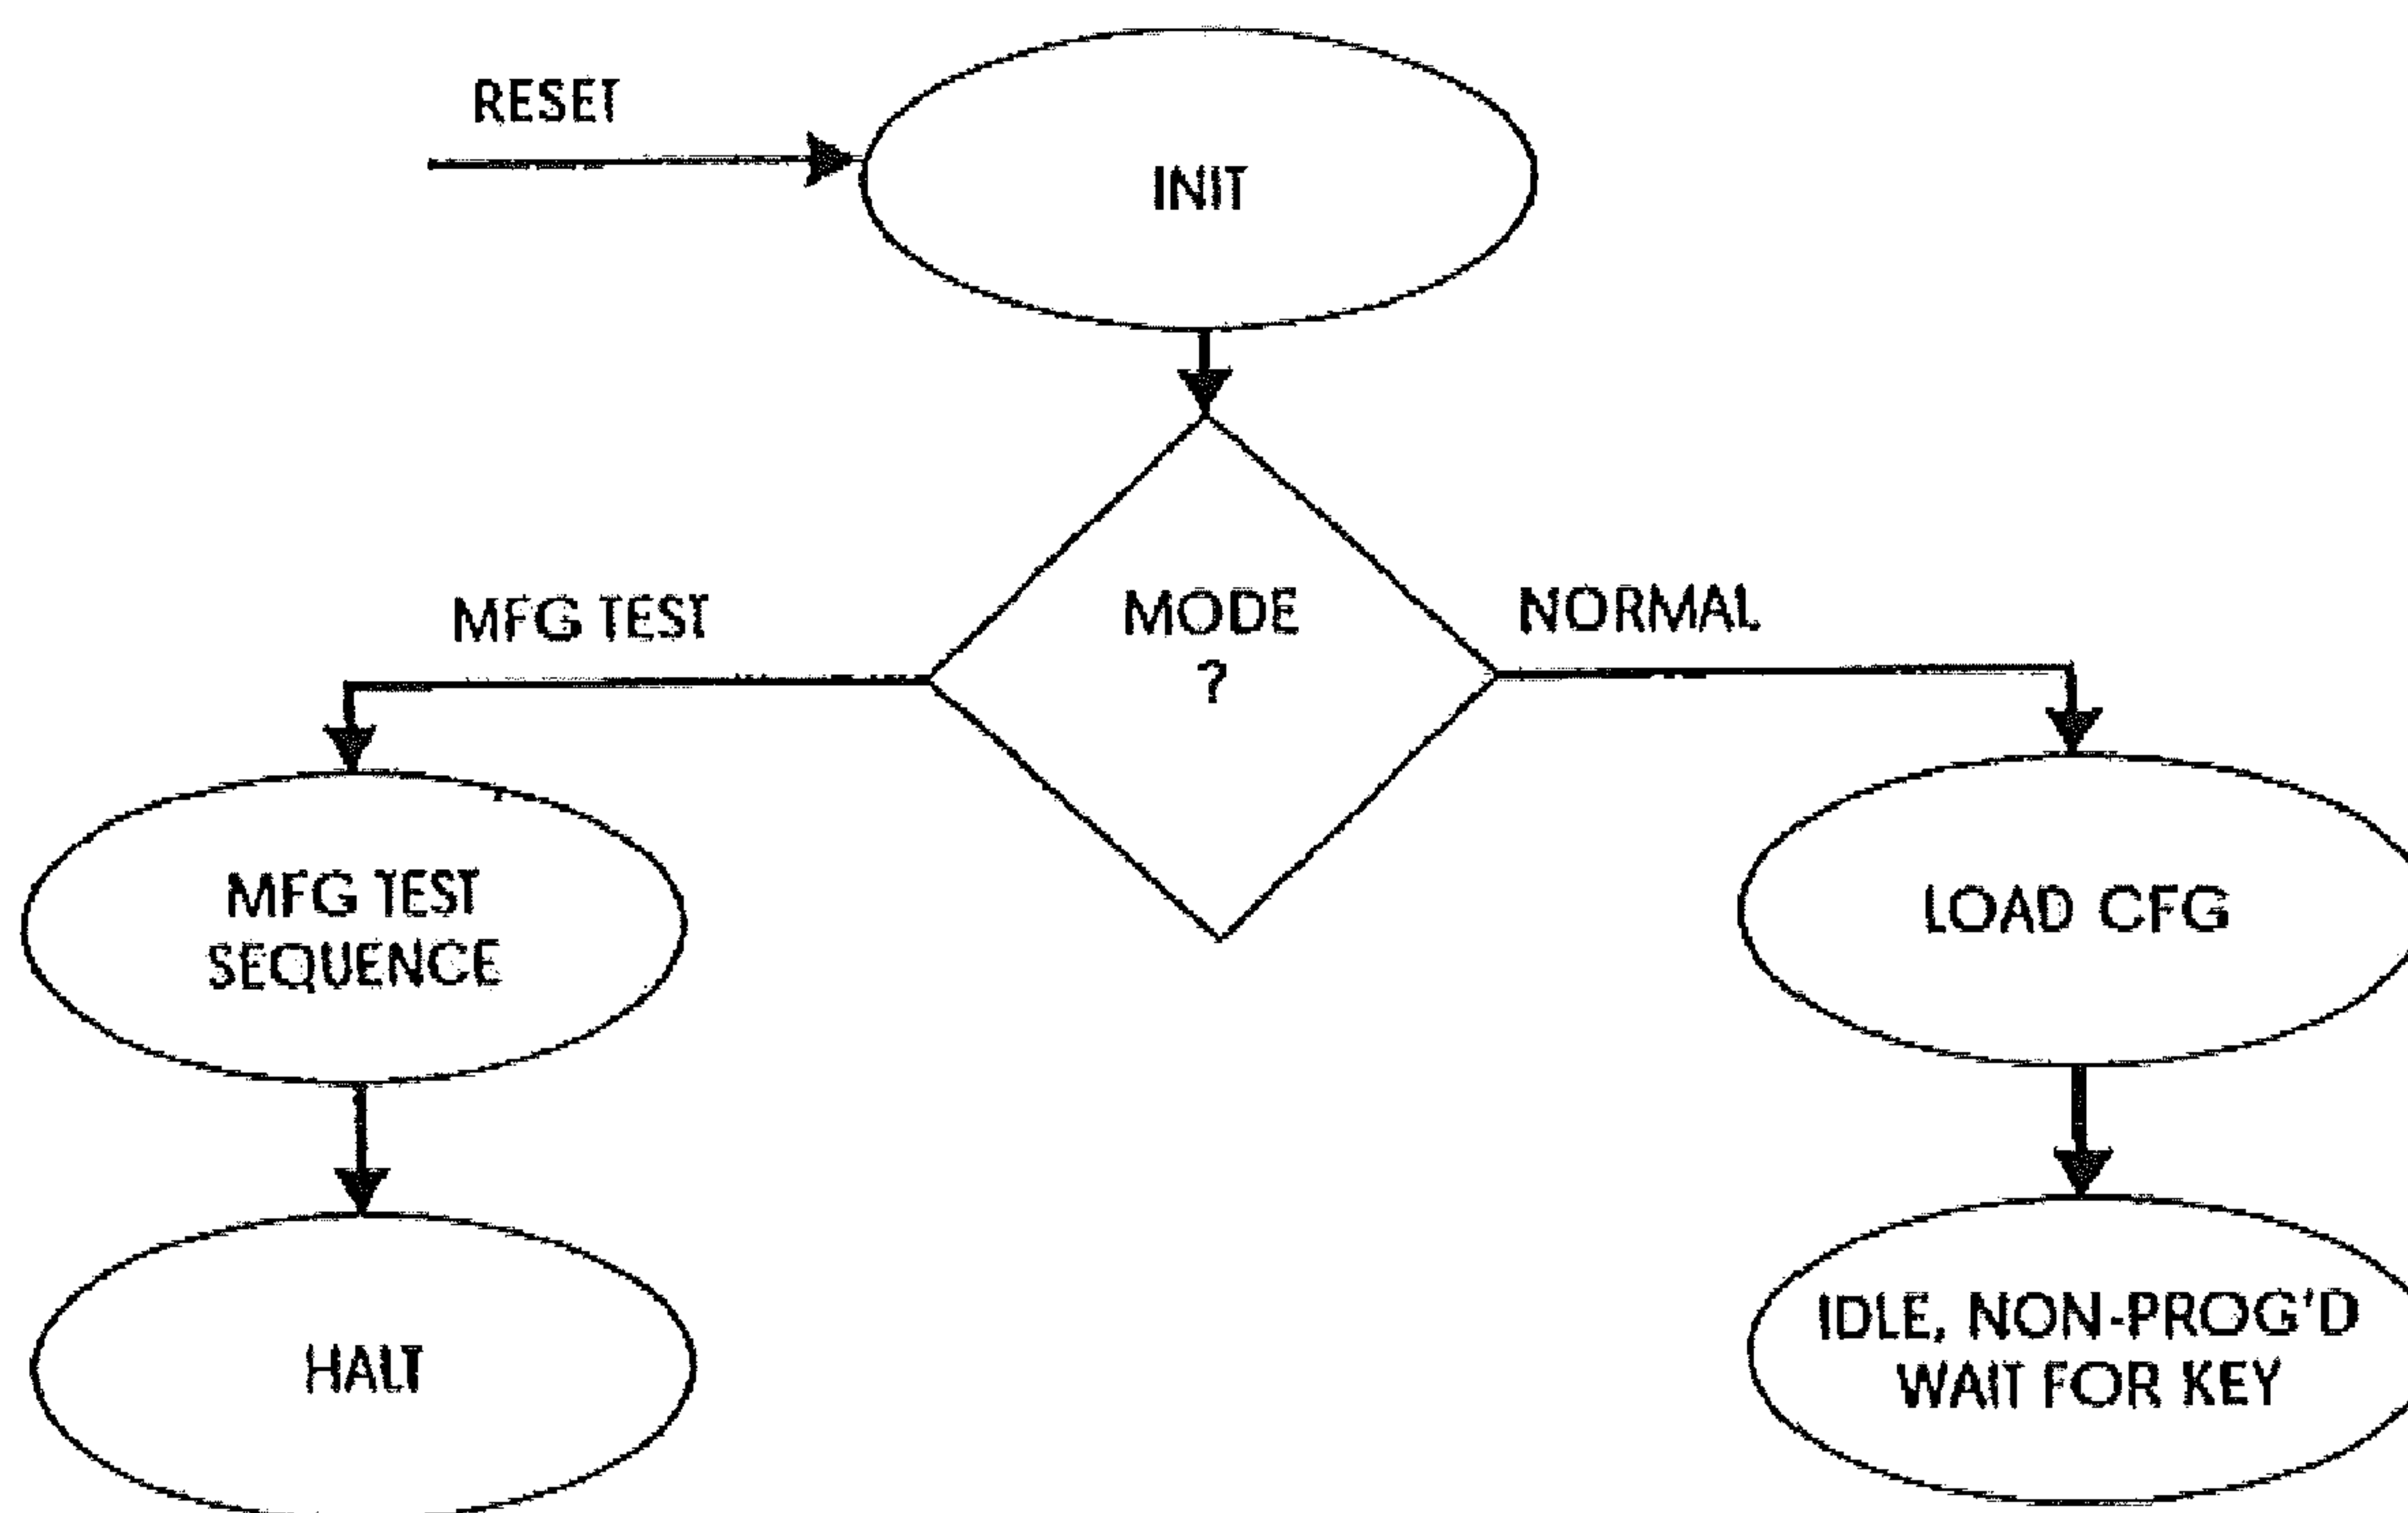 RESET
INIT
MODE
?
MFG TEST
NORMAL
MFG TEST
SEQUENCE
LOAD CFG
HALT
IDLE, NON-PROG'D
WAIT FOR KEY